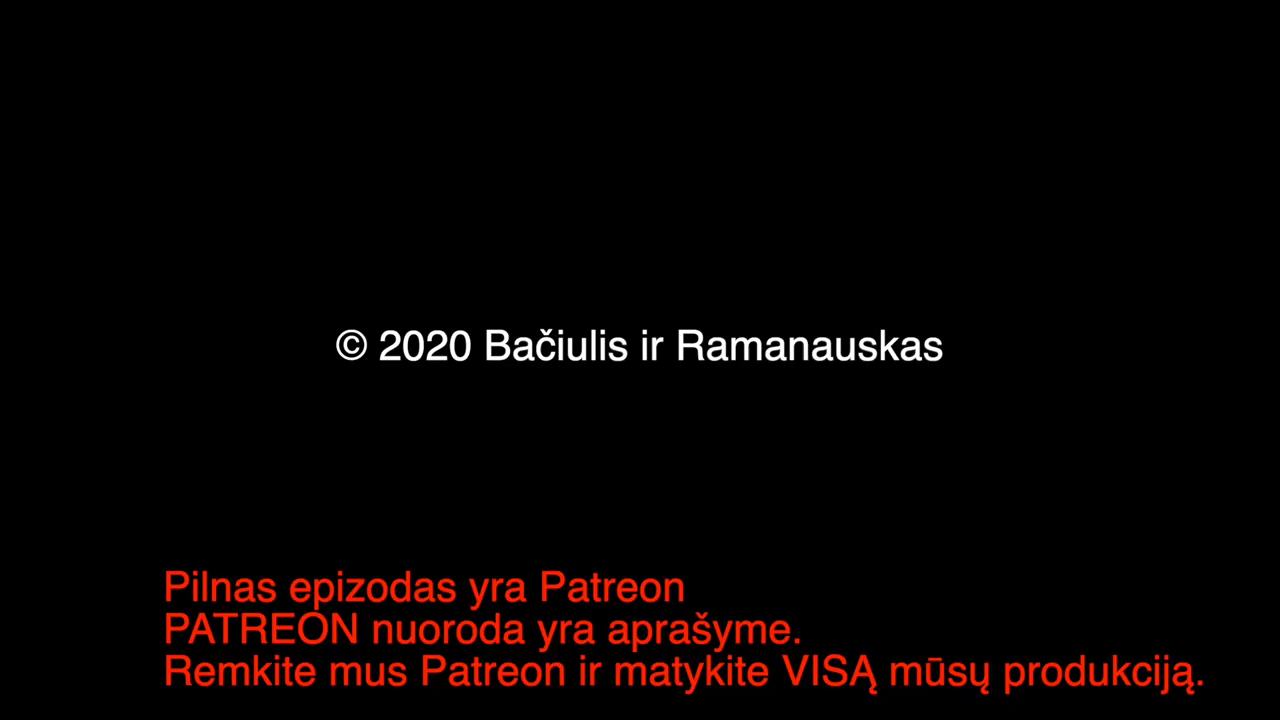 © 2020 Bačiulis ir Ramanauskas
Pilnas epizodas yra Patreon
PATREON nuoroda yra aprašyme.
Remkite mus Patreon ir matykite VISĄ mūsų produkciją.